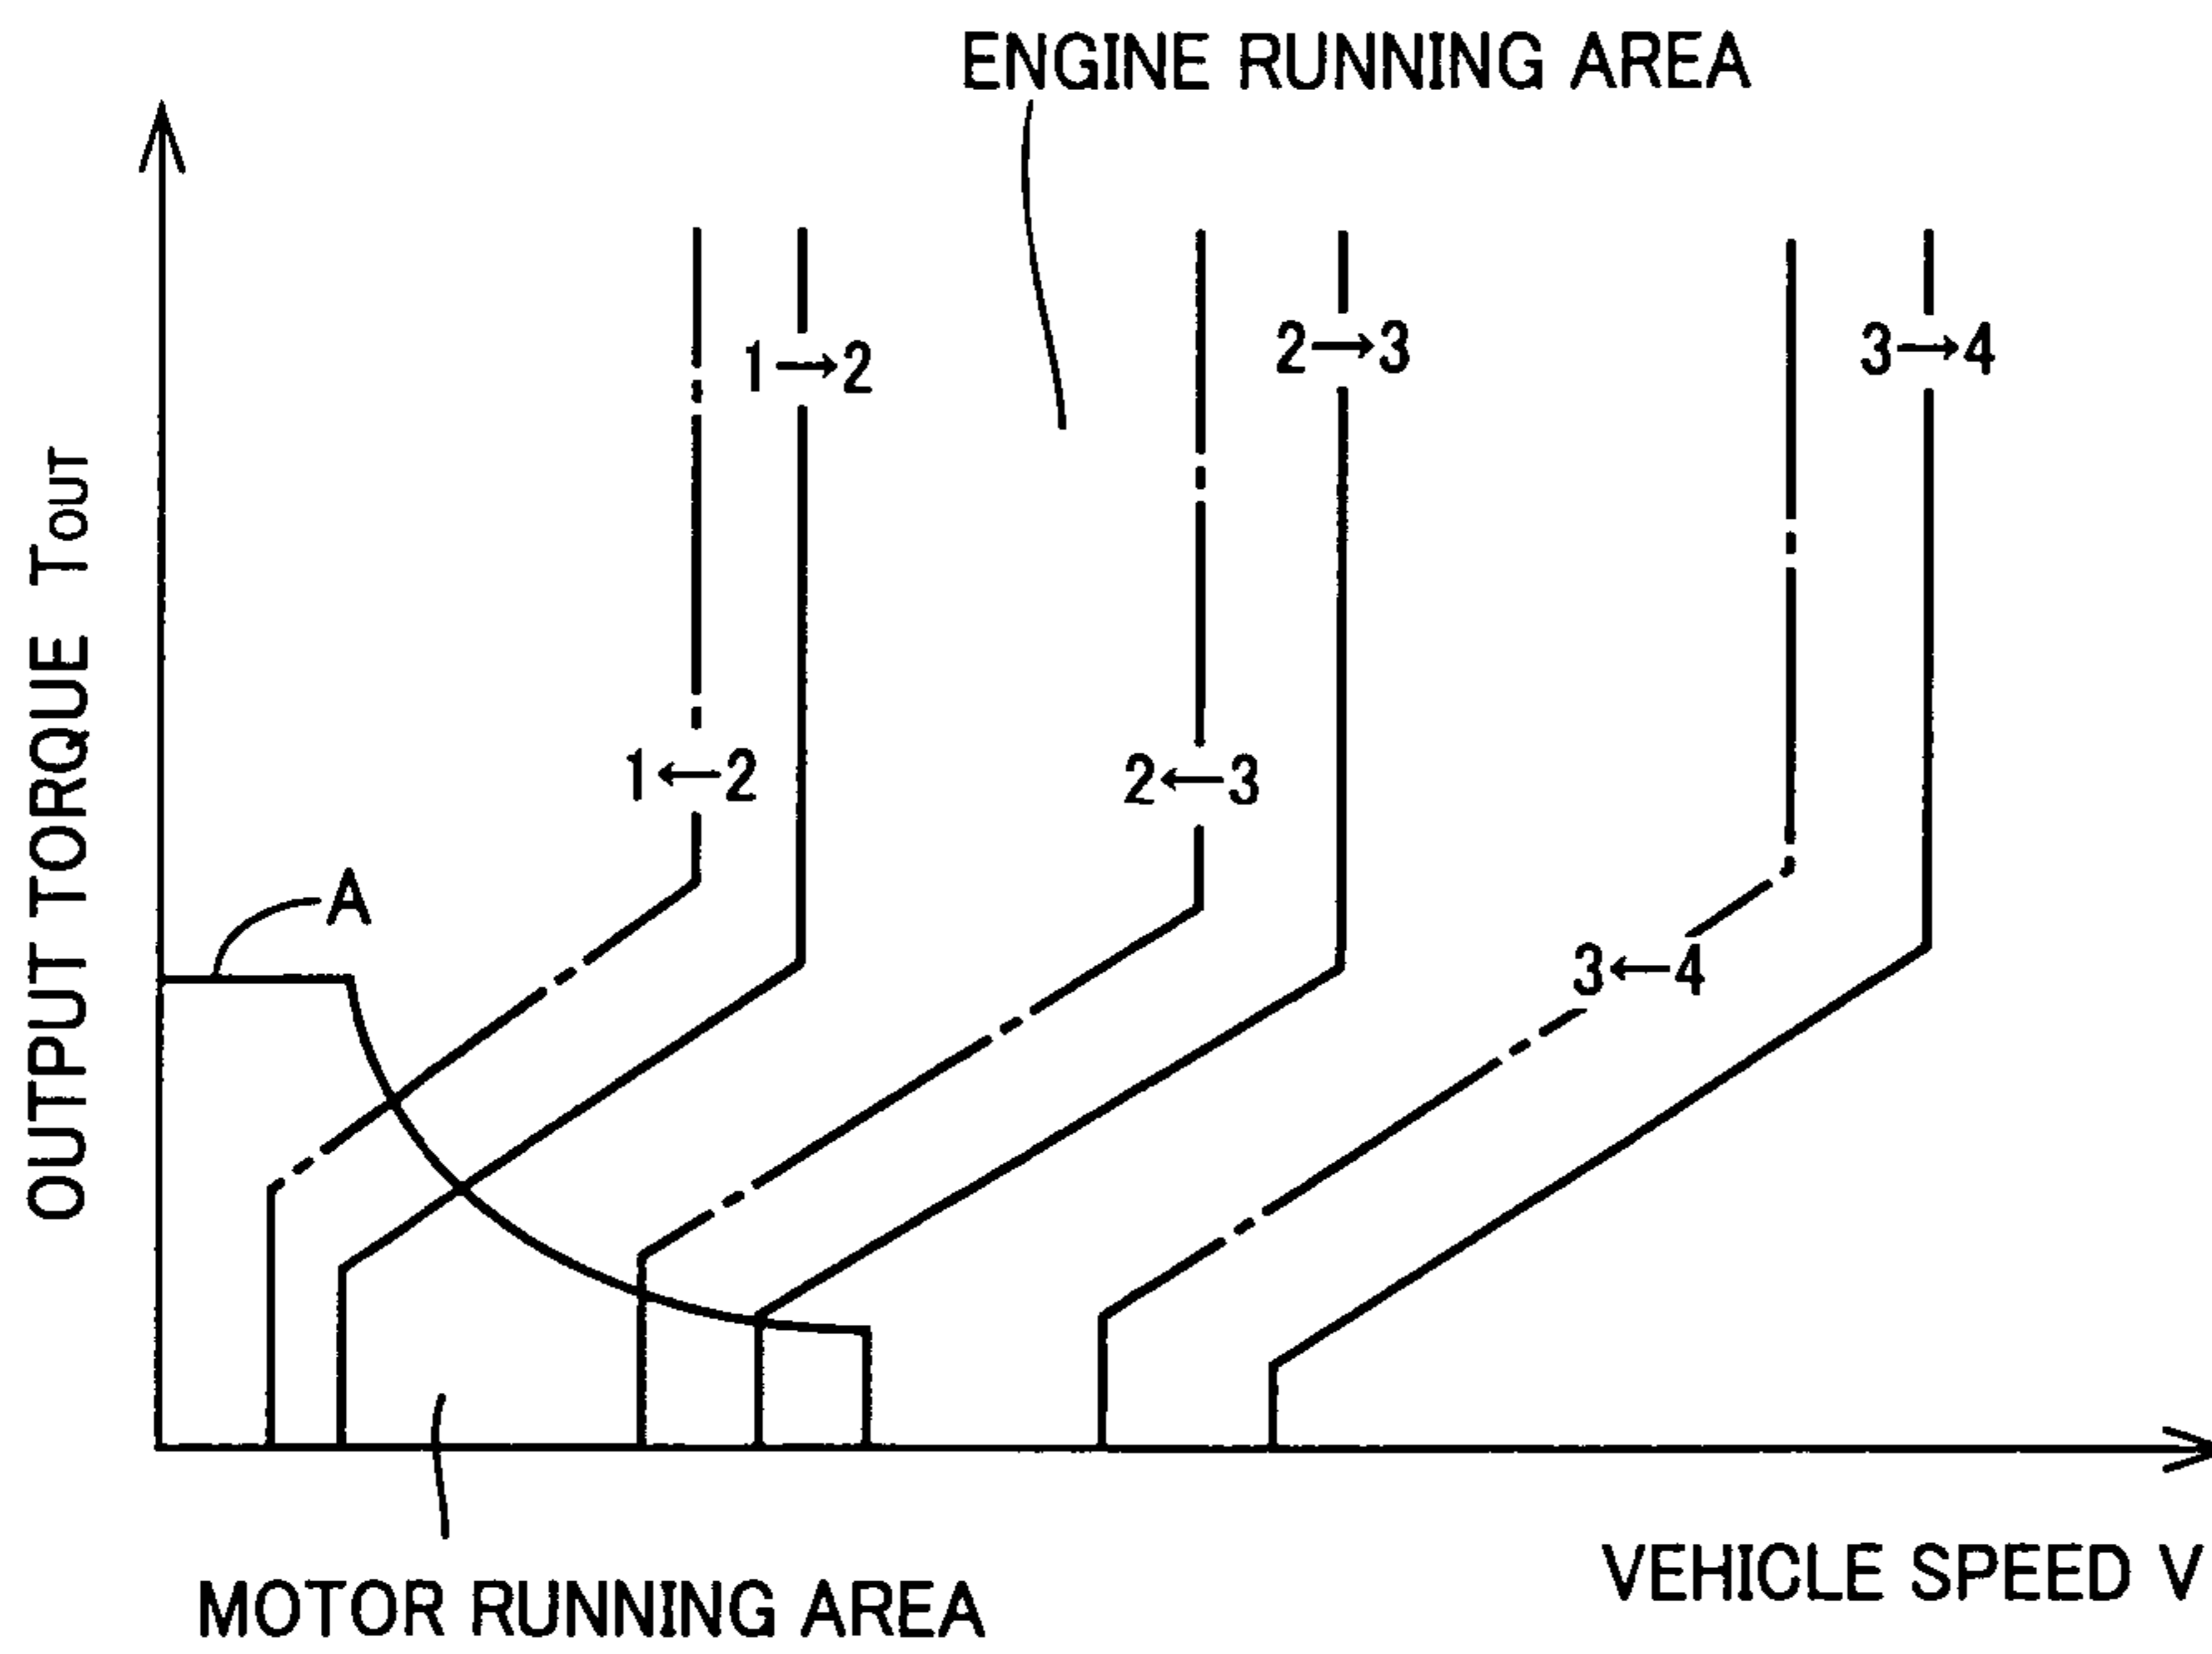 ENGINE RUNNING AREA
OUTPUT TORQUE TOUT
1→2
2→3
3→4
1←2
2←3
A
3←4
VEHICLE SPEED V
MOTOR RUNNING AREA